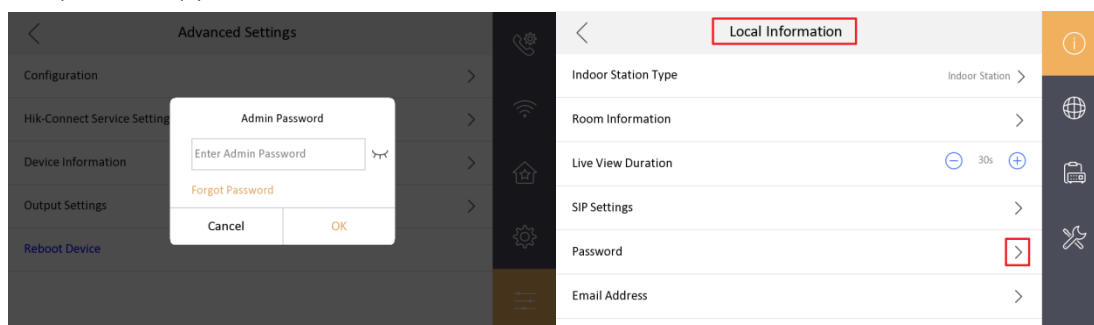 Advanced Settings
Configuration
Hik-Connect Service Setting
Device Information
Output Settings
Reboot Device
Admin Password
Enter Admin Password
Forgot Password
Cancel
OK
Local Information
Indoor Station Type
Indoor Station
Room Information
Live View Duration
30s
SIP Settings
Password
Email Address